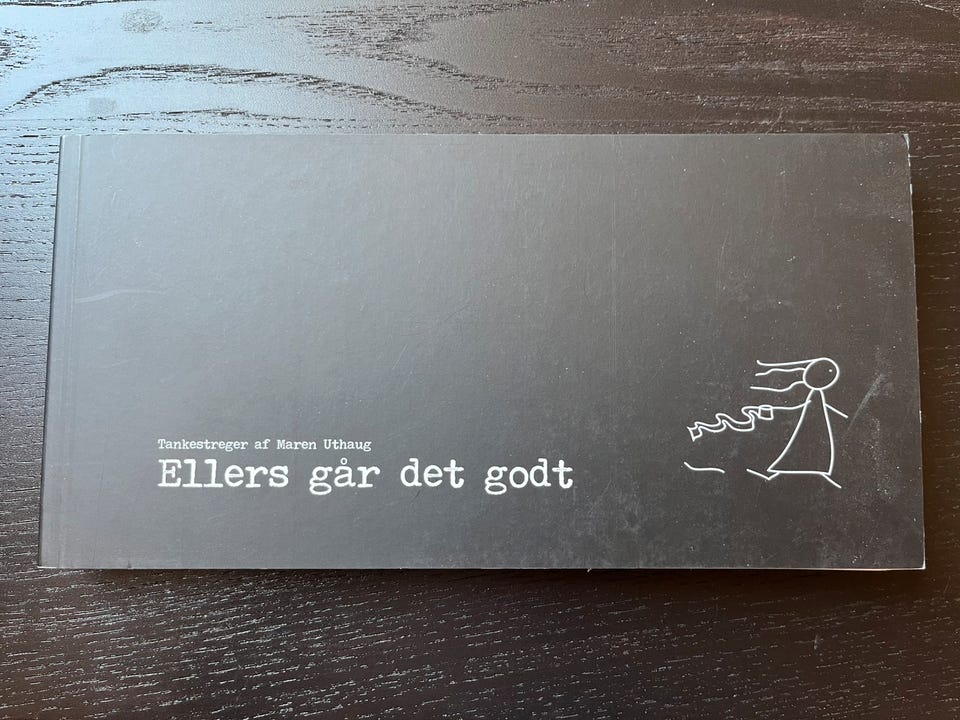 Tankestreger af Maren Uthaug
Ellers går det godt